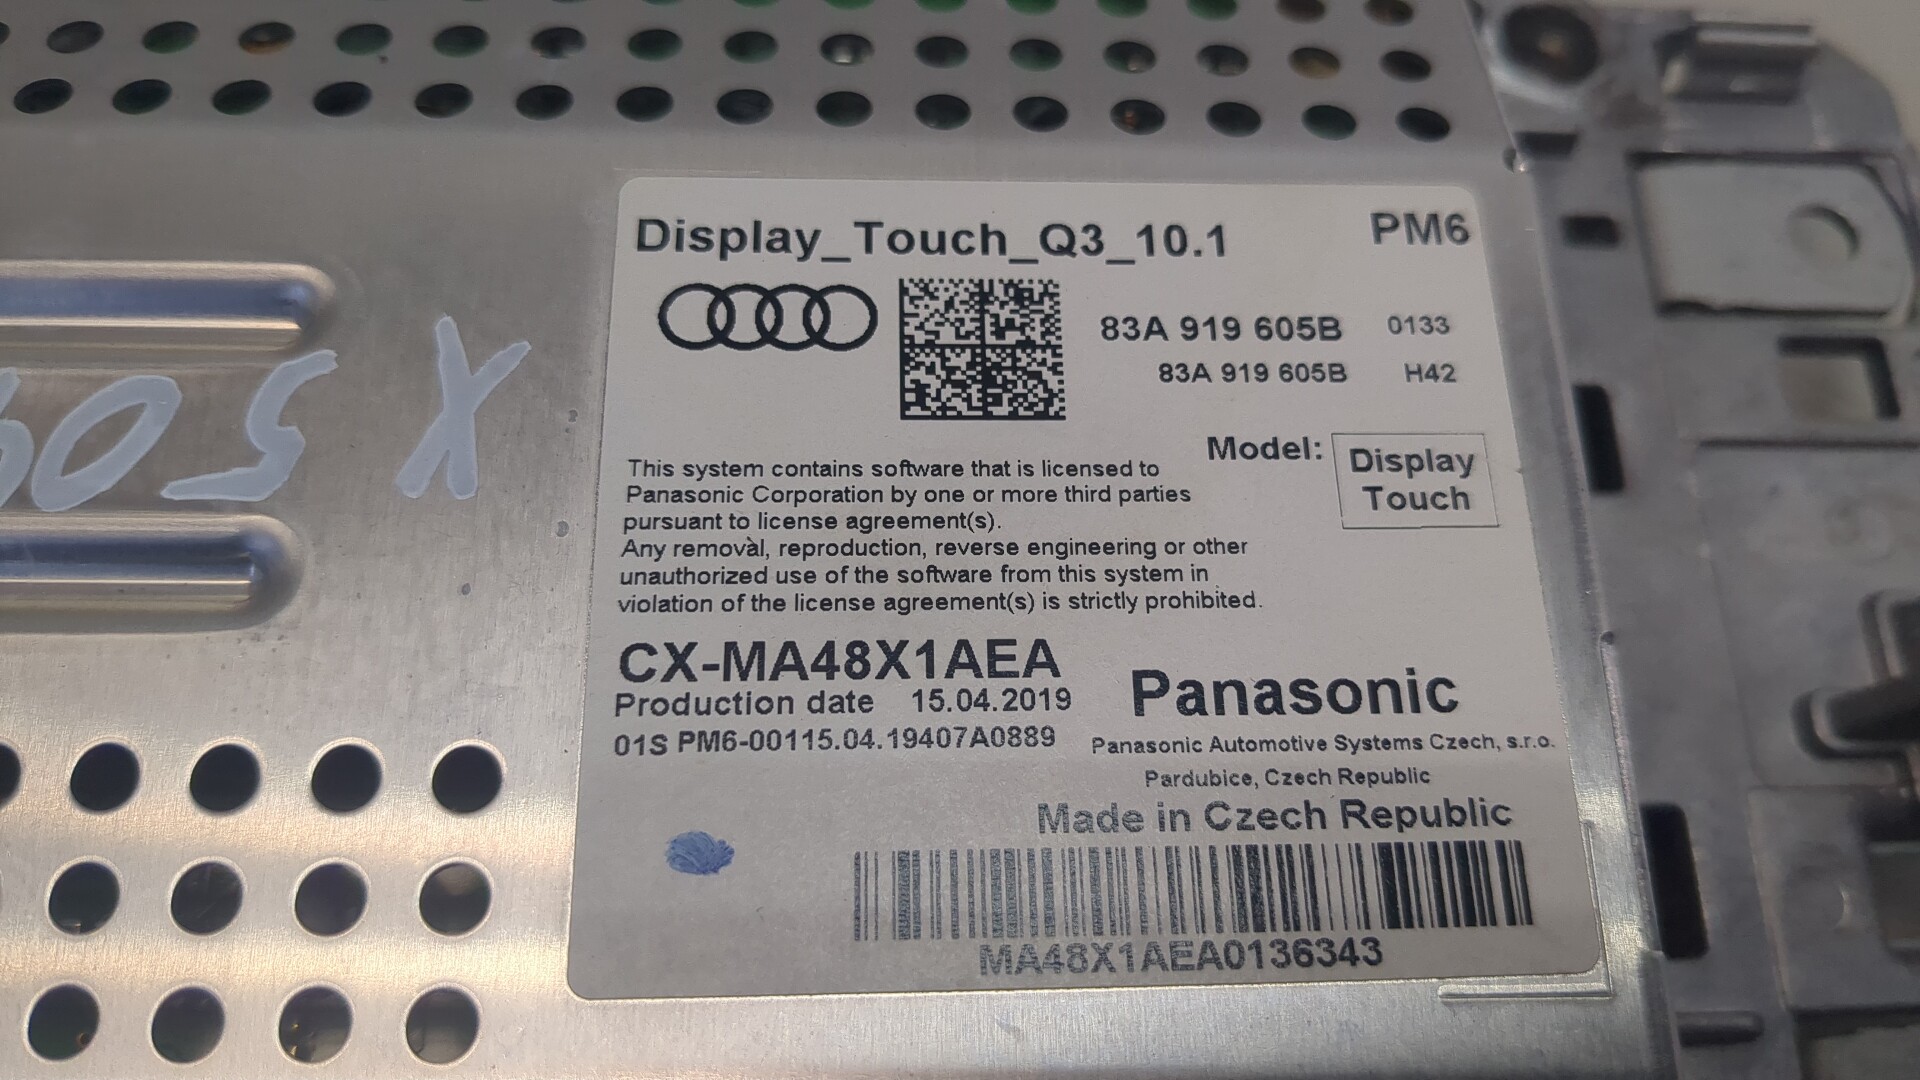 Display_Touch_Q3_10.1 PM6
83A 919 605B 0133
83A 919 605B H42
Model: Display Touch
This system contains software that is licensed to
Panasonic Corporation by one or more third parties
pursuant to license agreement(s).
Any removal, reproduction, reverse engineering or other
unauthorized use of the software from this system in
violation of the license agreement(s) is strictly prohibited.
CX-MA48X1AEA
Production date 15.04.2019
01S PM6-00115.04.19407A0889
Panasonic
Panasonic Automotive Systems Czech, s.r.o.
Pardubice, Czech Republic
Made in Czech Republic
MA48X1AEA0136343